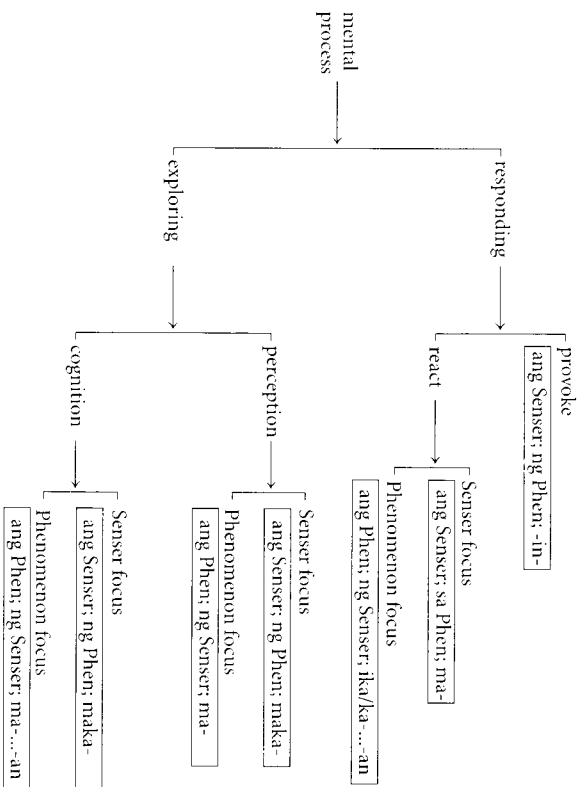 mental
process
responding
provoke
ang Senser; ng Phen; -in-
react
Senser focus
ang Senser; sa Phen; ma-
Phenomenon focus
ang Phen; ng Senser; ika/ka-...-an
exploring
perception
Senser focus
ang Senser; ng Phen; maka-
Phenomenon focus
ang Phen; ng Senser; ma-
cognition
Senser focus
ang Senser; ng Phen; maka-
Phenomenon focus
ang Phen; ng Senser; ma-...-an